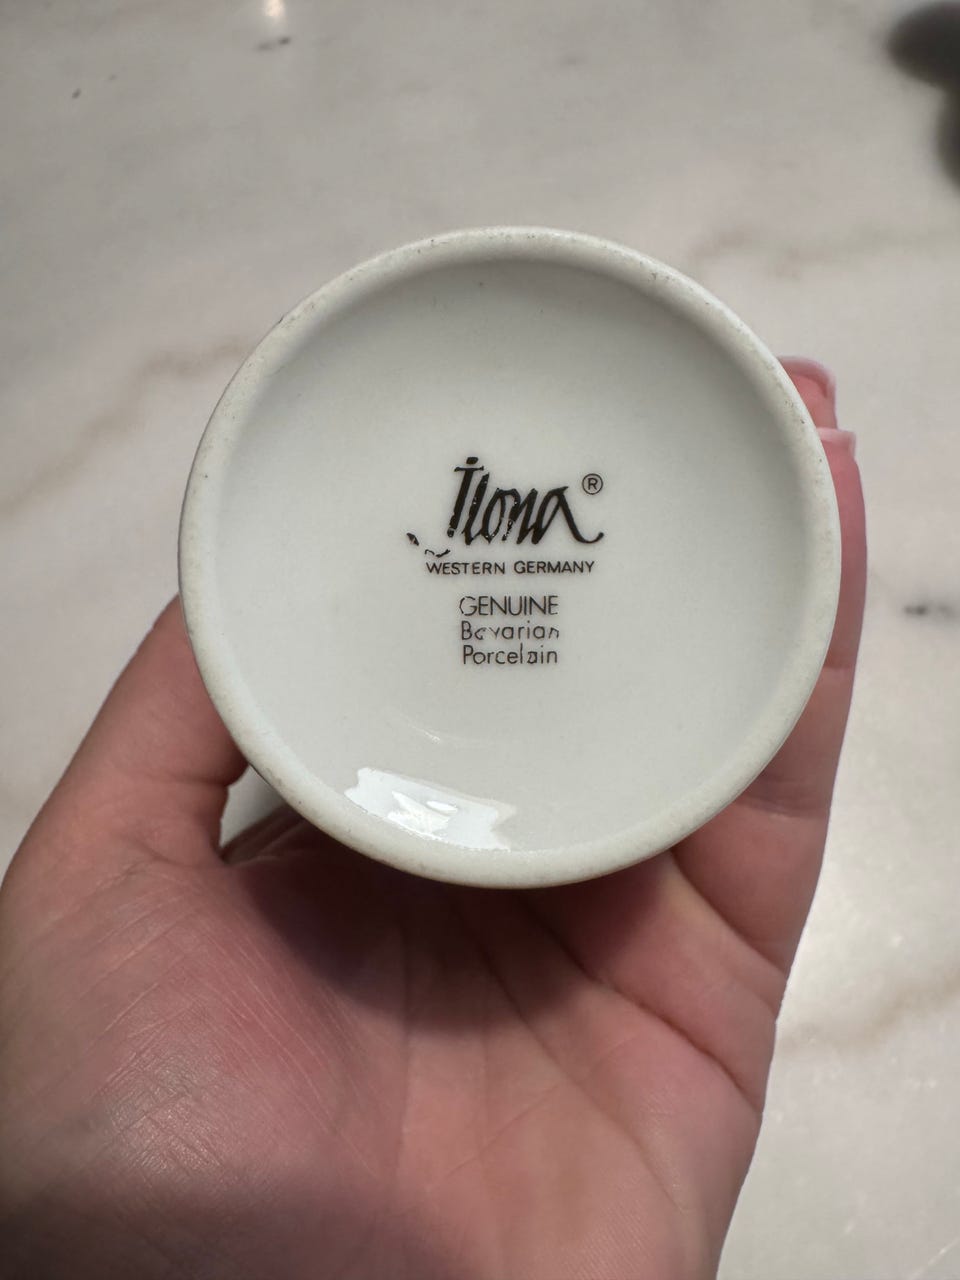 Ilona ®
WESTERN GERMANY
GENUINE
Bavarian
Porcelain